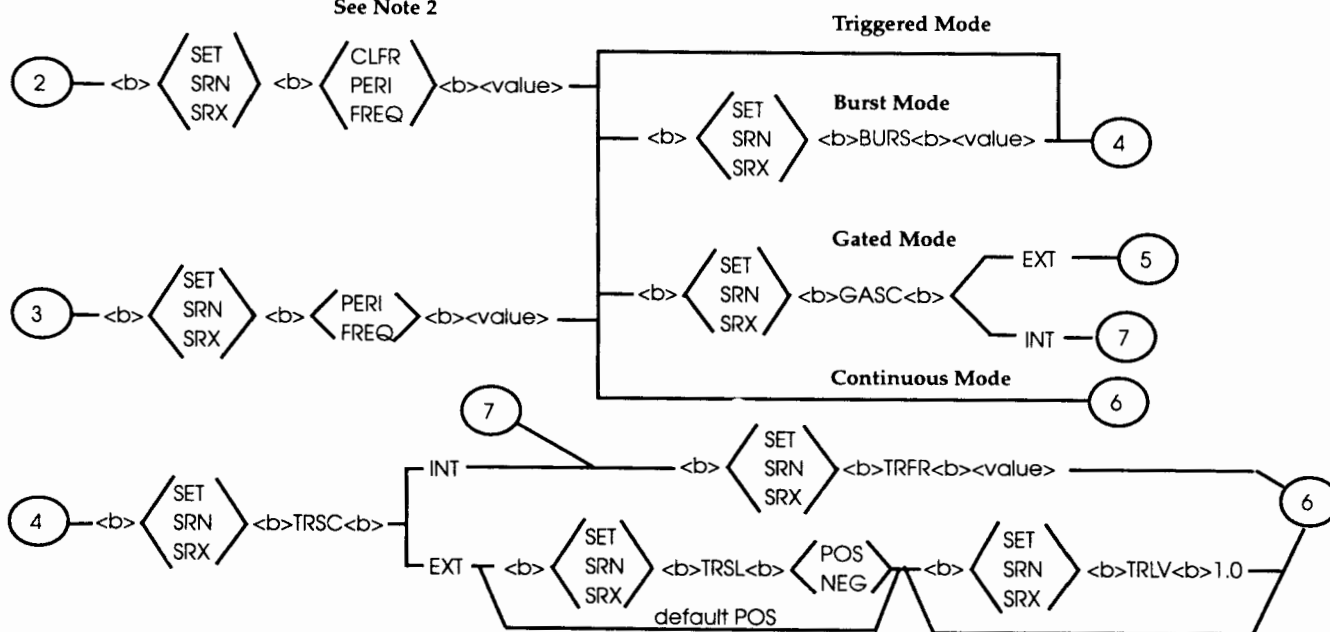 See Note 2
Triggered Mode
2 <b> SET SRN SRX <b> CLFR PERI FREQ <b><value>
Burst Mode
<b> SET SRN SRX <b>BURS<b><value> 4
Gated Mode
<b> SET SRN SRX <b>GASC<b> EXT 5
INT 7
3 <b> SET SRN SRX <b> PERI FREQ <b><value>
Continuous Mode
6
7
4 <b> SET SRN SRX <b>TRSC<b>
INT <b> SET SRN SRX <b>TRFR<b><value> 6
EXT <b> SET SRN SRX <b>TRSL<b> POS NEG <b> SET SRN SRX <b>TRLV<b>1.0
default POS